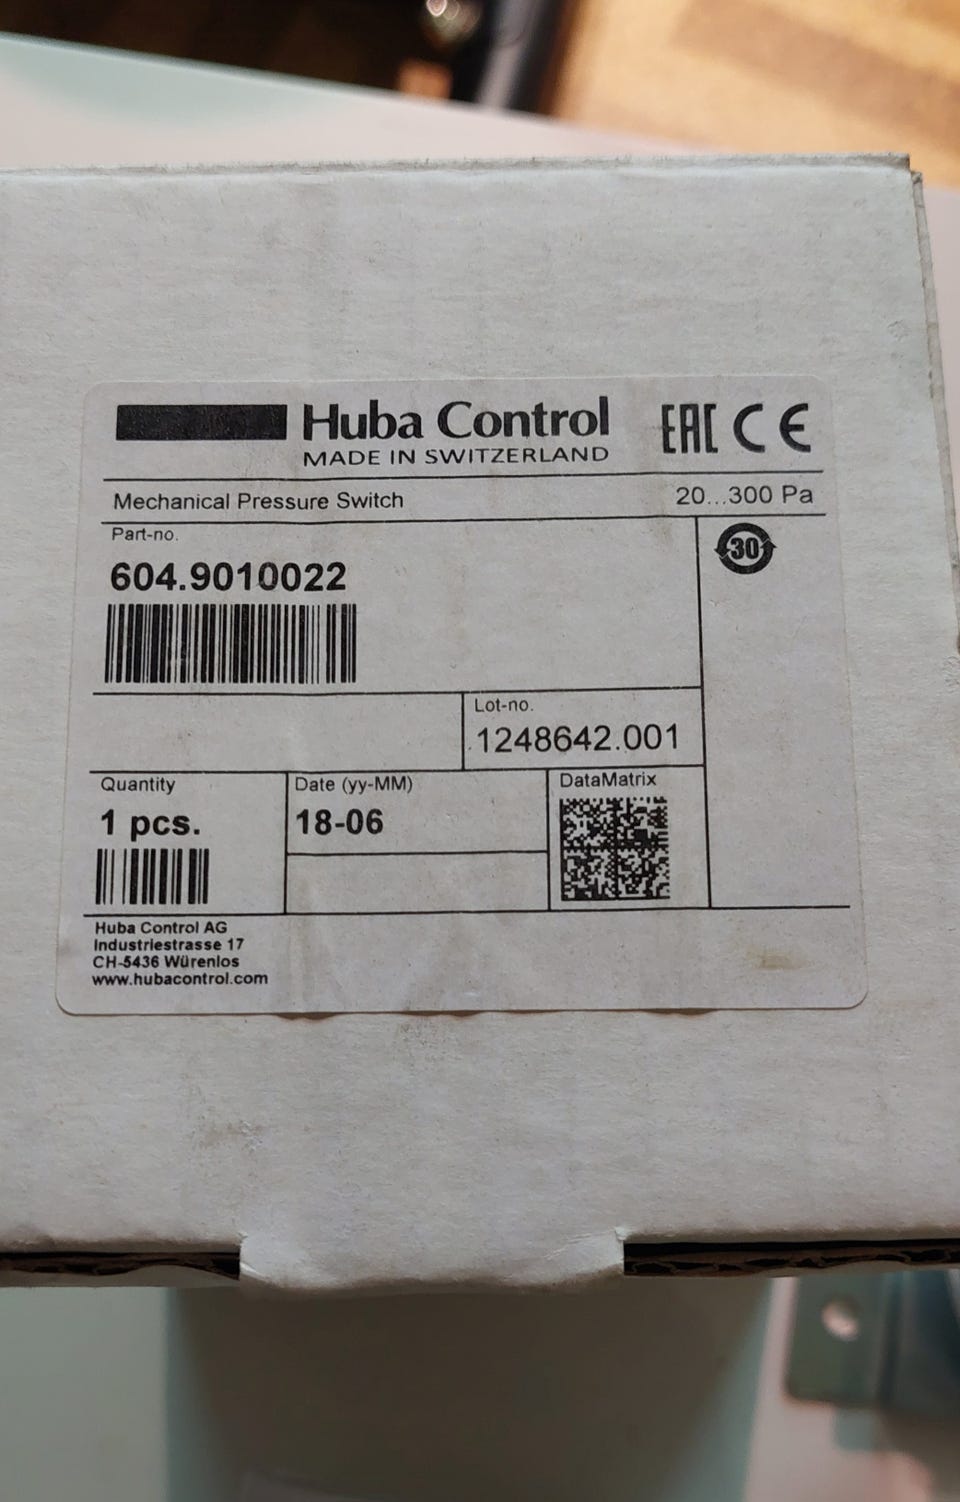 Huba Control
MADE IN SWITZERLAND
EAC CE
Mechanical Pressure Switch
20...300 Pa
Part-no.
604.9010022
30
Lot-no.
1248642.001
Quantity
1 pcs.
Date (yy-MM)
18-06
DataMatrix
Huba Control AG
Industriestrasse 17
CH-5436 Würenlos
www.hubacontrol.com